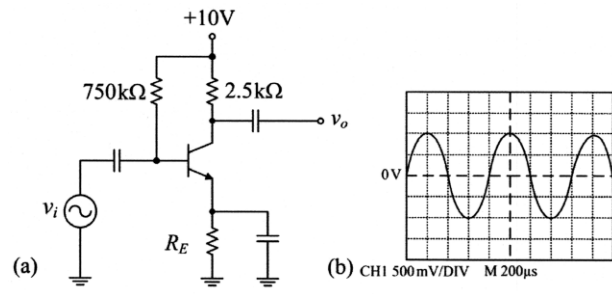 +10V
750kΩ
2.5kΩ
v_o
v_i
R_E
(a)
0V
(b)
CH1 500mV/DIV M 200μs